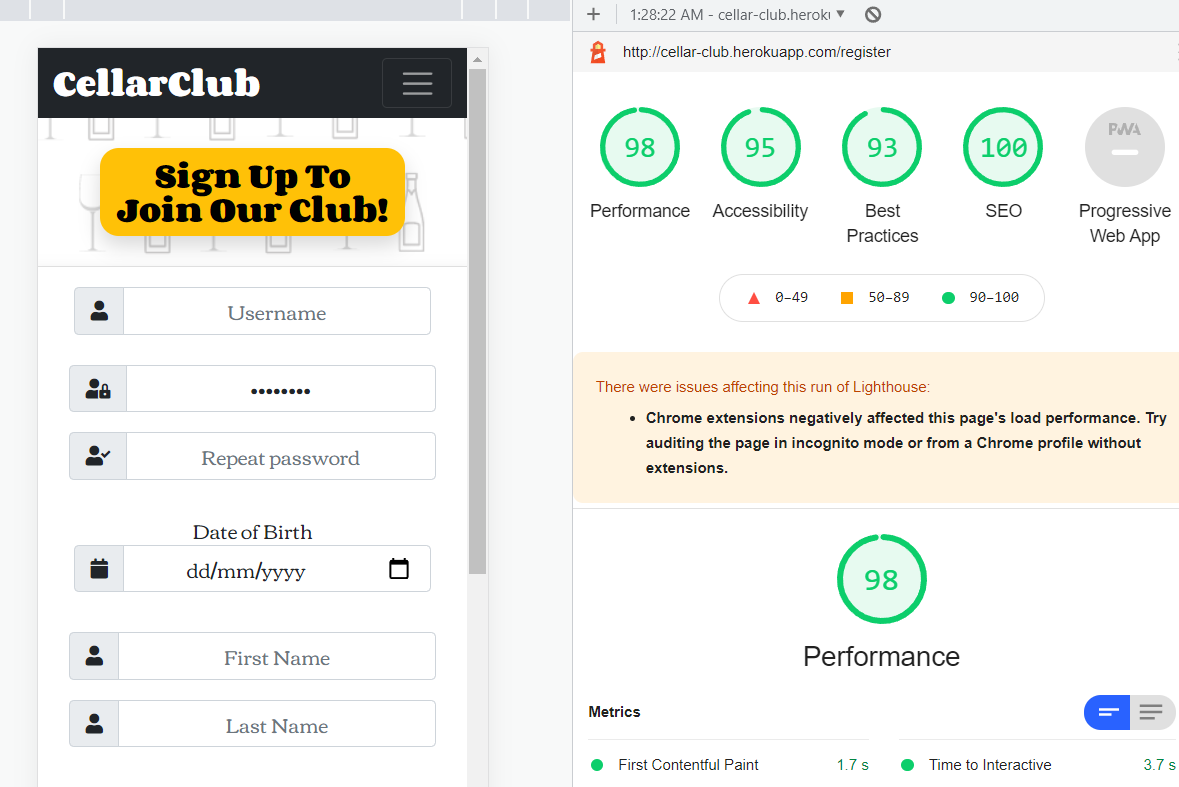 CellarClub
Sign Up To
Join Our Club!
Username
••••••••
Repeat password
Date of Birth
dd/mm/yyyy
First Name
Last Name
1:28:22 AM - cellar-club.heroku
http://cellar-club.herokuapp.com/register
98
Performance
95
Accessibility
93
Best
Practices
100
SEO
PWA
Progressive
Web App
0–49
50–89
90–100
There were issues affecting this run of Lighthouse:
• Chrome extensions negatively affected this page's load performance. Try
auditing the page in incognito mode or from a Chrome profile without
extensions.
98
Performance
Metrics
First Contentful Paint 1.7 s
Time to Interactive 3.7 s